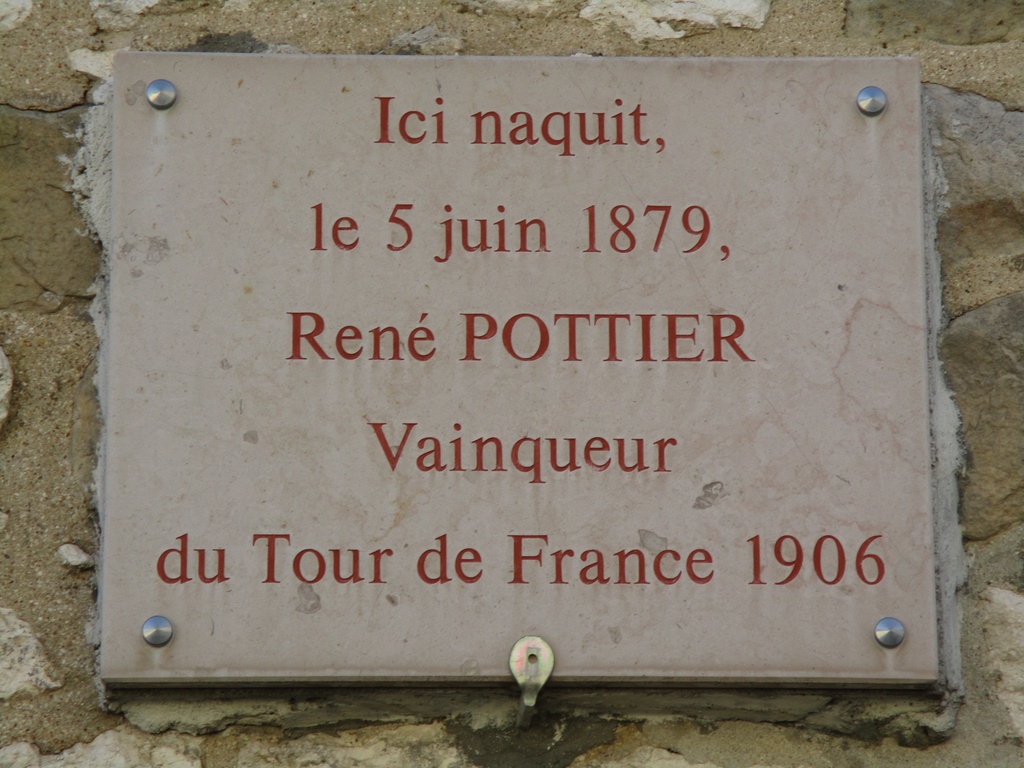 Ici naquit,
le 5 juin 1879,
René POTTIER
Vainqueur
du Tour de France 1906